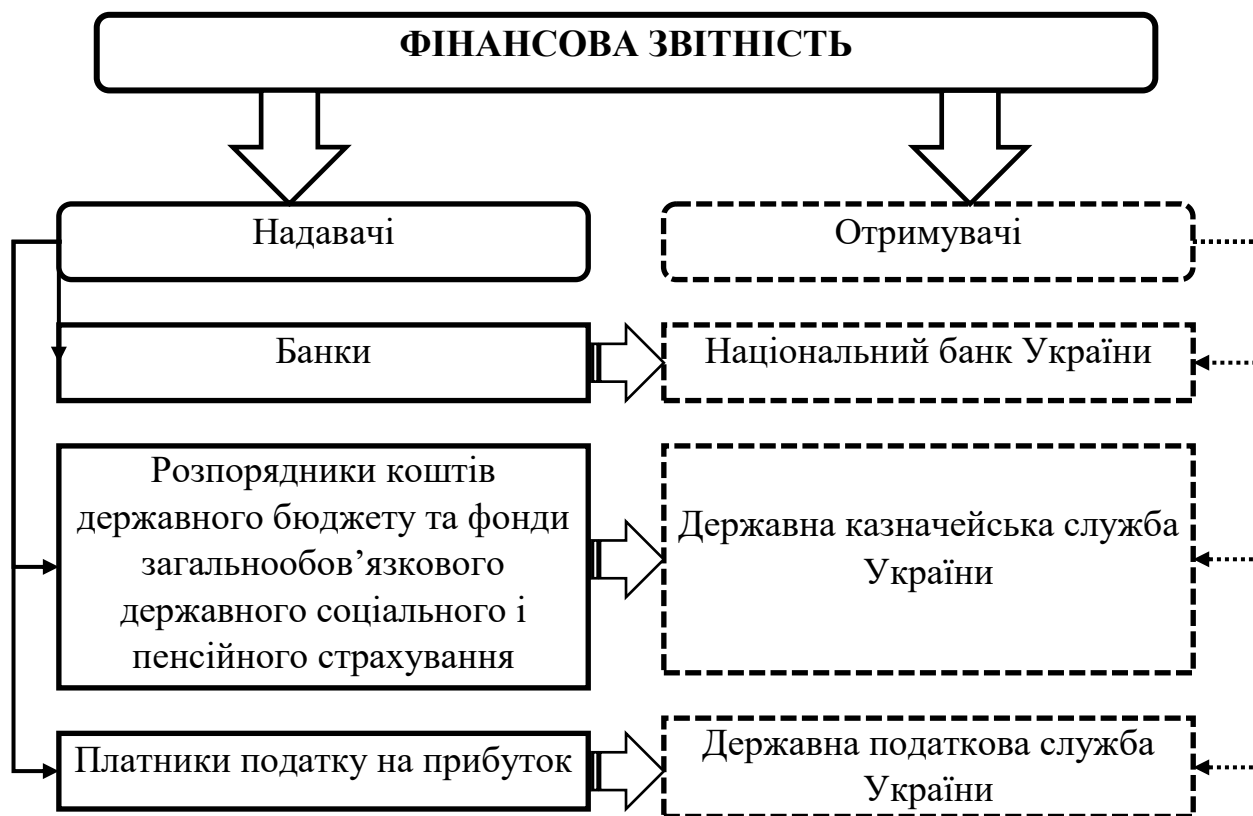 ФІНАНСОВА ЗВІТНІСТЬ
Надавачі
Отримувачі
Банки
Національний банк України
Розпорядники коштів
державного бюджету та фонди
загальнообов’язкового
державного соціального і
пенсійного страхування
Державна казначейська служба
України
Платники податку на прибуток
Державна податкова служба
України